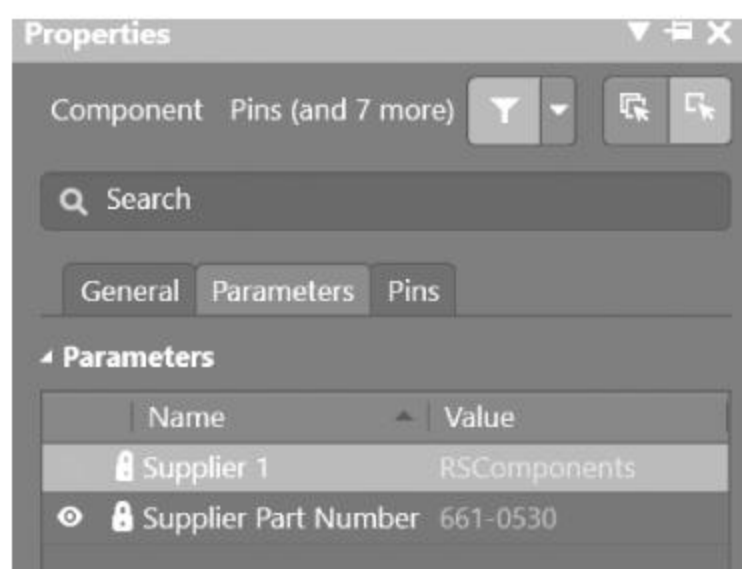 Properties
Component Pins (and 7 more)
Search
General Parameters Pins
Parameters
Name Value
Supplier 1 RSComponents
Supplier Part Number 661-0530